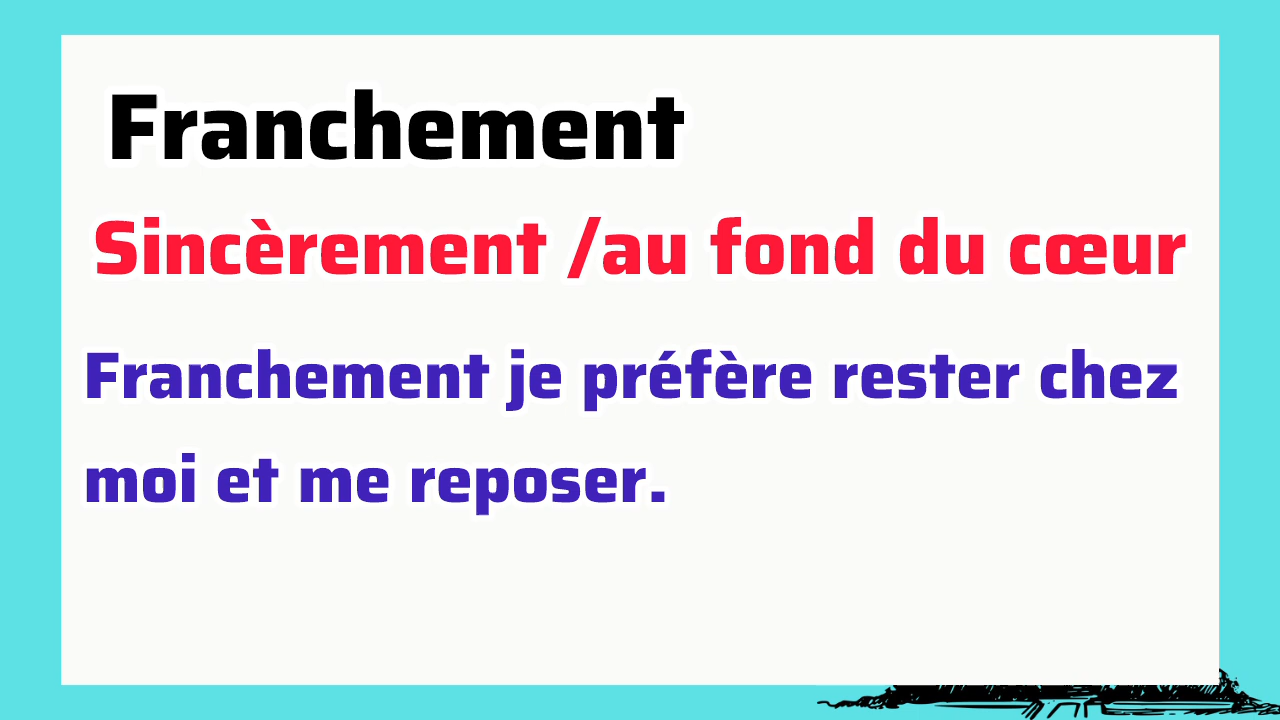 Franchement
Sincèrement /au fond du cœur
Franchement je préfère rester chez
moi et me reposer.